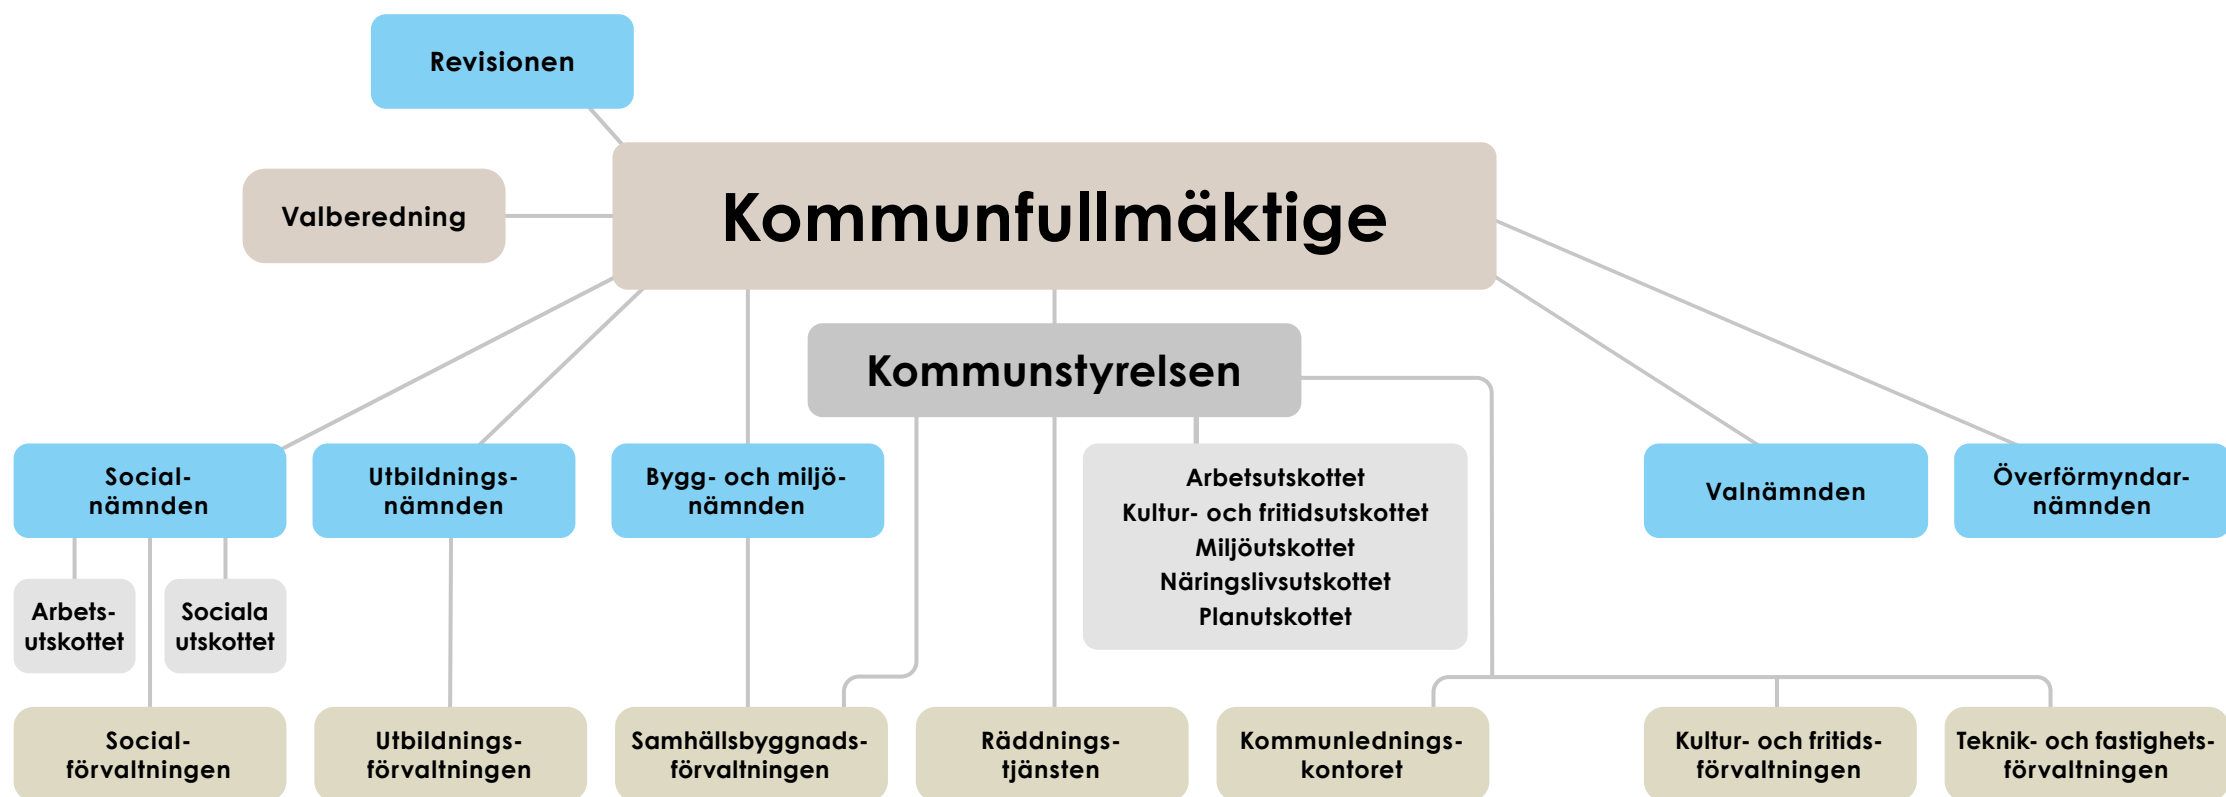 Revisionen
Valberedning
Kommunfullmäktige
Kommunstyrelsen
Social-
nämnden
Utbildnings-
nämnden
Bygg- och miljö-
nämnden
Arbetsutskottet
Kultur- och fritidsutskottet
Miljöutskottet
Näringslivsutskottet
Planutskottet
Valnämnden
Överförmyndar-
nämnden
Arbets-
utskottet
Sociala
utskottet
Social-
förvaltningen
Utbildnings-
förvaltningen
Samhällsbyggnads-
förvaltningen
Räddnings-
tjänsten
Kommunlednings-
kontoret
Kultur- och fritids-
förvaltningen
Teknik- och fastighets-
förvaltningen